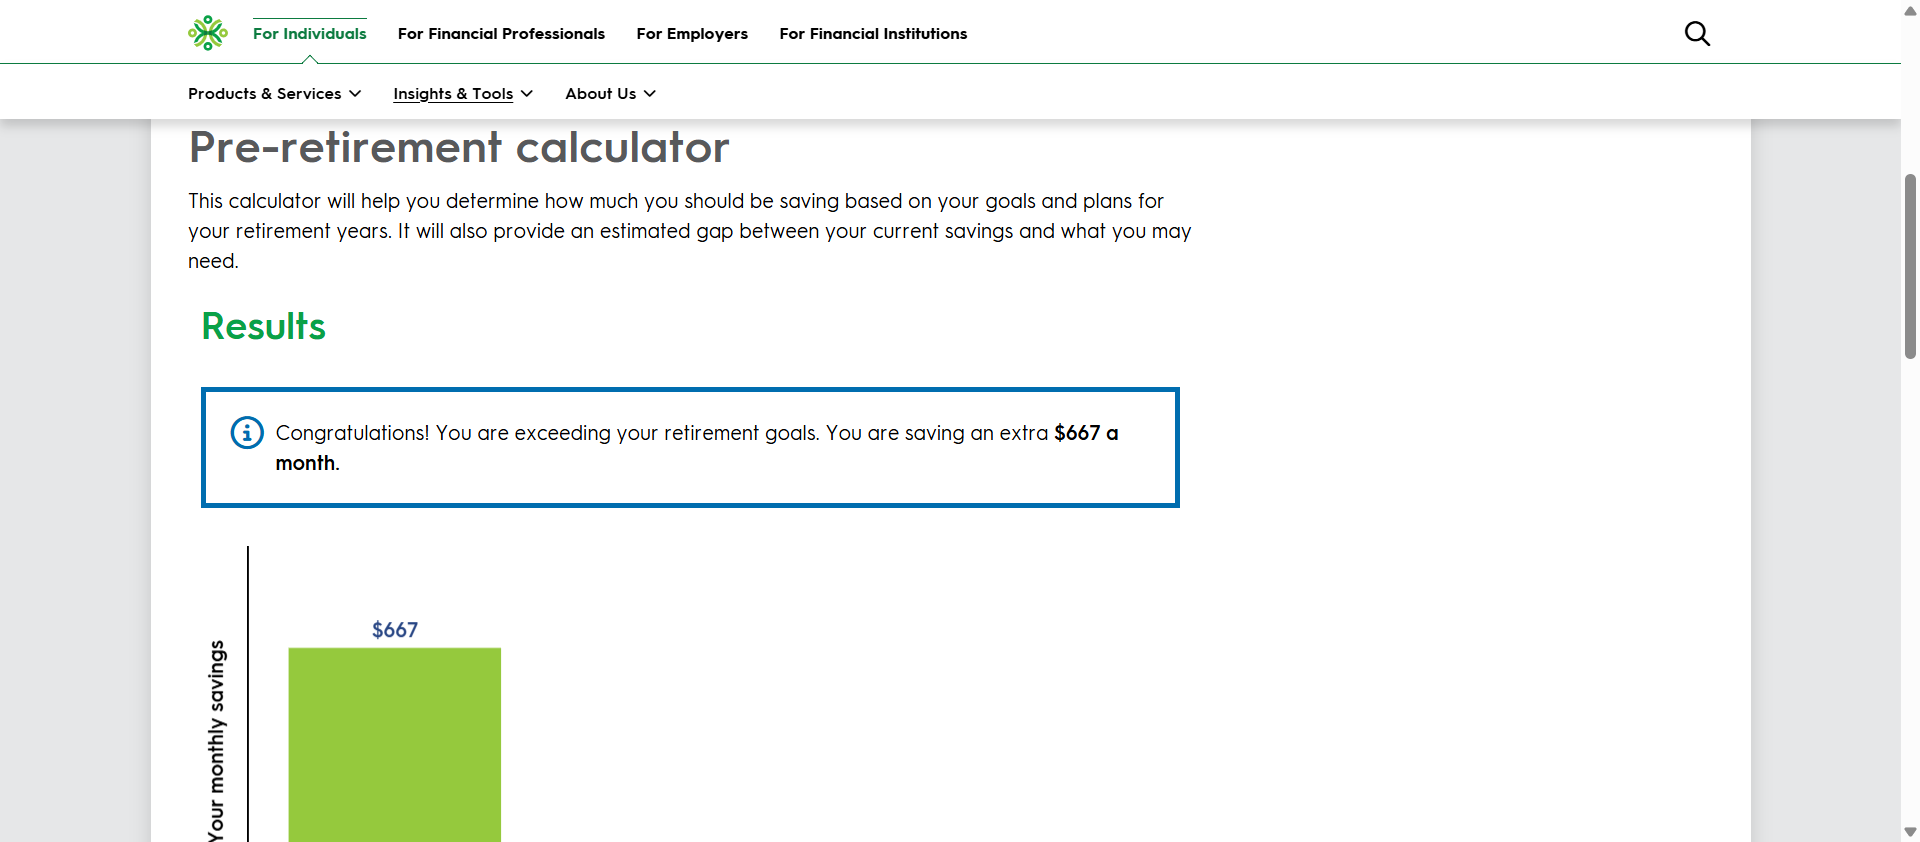 For Individuals
For Financial Professionals
For Employers
For Financial Institutions
Products & Services
Insights & Tools
About Us
Pre-retirement calculator
This calculator will help you determine how much you should be saving based on your goals and plans for
your retirement years. It will also provide an estimated gap between your current savings and what you may
need.
Results
Congratulations! You are exceeding your retirement goals. You are saving an extra $667 a
month.
$667
Your monthly savings